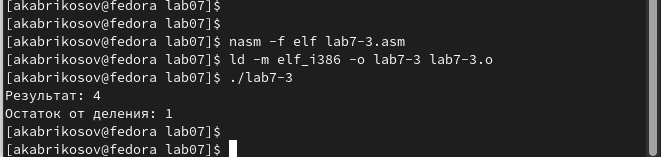 [akabrikosov@fedora lab07]$
[akabrikosov@fedora lab07]$
[akabrikosov@fedora lab07]$ nasm -f elf lab7-3.asm
[akabrikosov@fedora lab07]$ ld -m elf_i386 -o lab7-3 lab7-3.o
[akabrikosov@fedora lab07]$ ./lab7-3
Результат: 4
Остаток от деления: 1
[akabrikosov@fedora lab07]$
[akabrikosov@fedora lab07]$